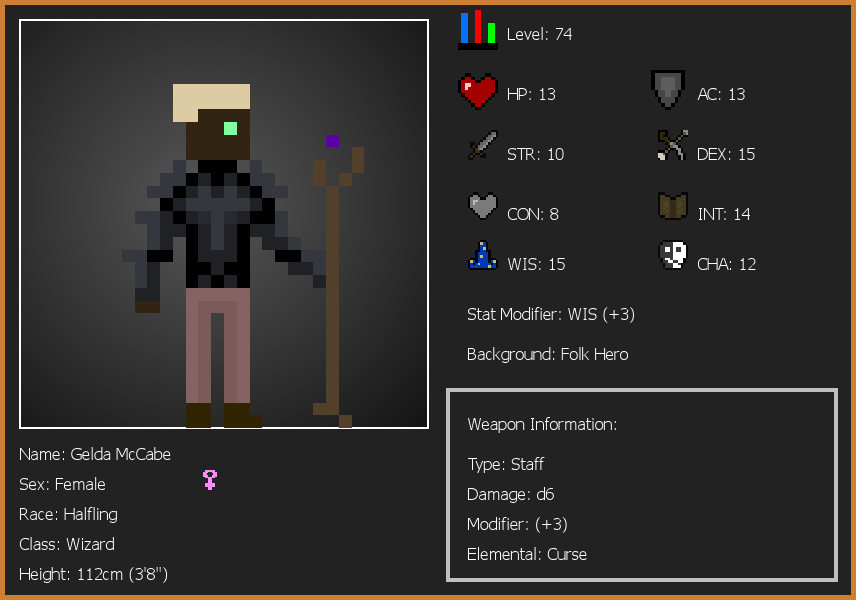 Level: 74
HP: 13
AC: 13
STR: 10
DEX: 15
CON: 8
INT: 14
WIS: 15
CHA: 12
Stat Modifier: WIS (+3)
Background: Folk Hero
Weapon Information:
Type: Staff
Damage: d6
Modifier: (+3)
Elemental: Curse
Name: Gelda McCabe
Sex: Female
Race: Halfling
Class: Wizard
Height: 112cm (3'8")